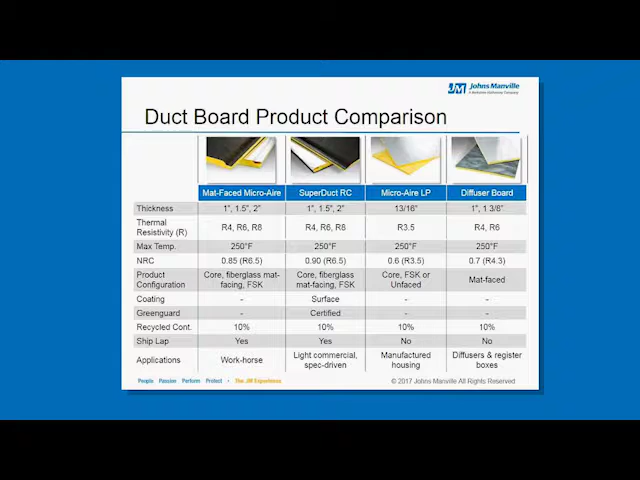 JM Johns Manville
A Berkshire Hathaway Company
Duct Board Product Comparison
Mat-Faced Micro-Aire SuperDuct RC Micro-Aire LP Diffuser Board
Thickness 1", 1.5", 2" 1", 1.5", 2" 13/16" 1", 1 3/8"
Thermal
Resistivity (R) R4, R6, R8 R4, R6, R8 R3.5 R4, R6
Max Temp. 250°F 250°F 250°F 250°F
NRC 0.85 (R6.5) 0.90 (R6.5) 0.6 (R3.5) 0.7 (R4.3)
Product Core, fiberglass mat- Core, fiberglass Core, FSK or Mat-faced
Configuration facing, FSK mat-facing, FSK Unfaced
Coating - Surface - -
Greenguard - Certified - -
Recycled Cont. 10% 10% 10% 10%
Ship Lap Yes Yes No No
Applications Work-horse Light commercial, Manufactured Diffusers & register
spec-driven housing boxes
People Passion Perform Protect • The JM Experience
© 2017 Johns Manville All Rights Reserved